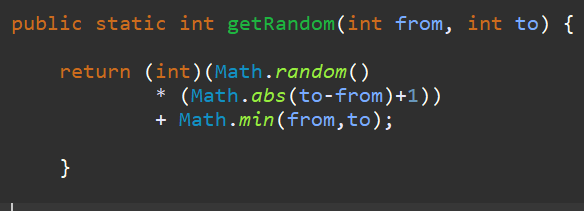 public static int getRandom(int from, int to) {
return (int)(Math.random()
* (Math.abs(to-from)+1))
+ Math.min(from,to);
}